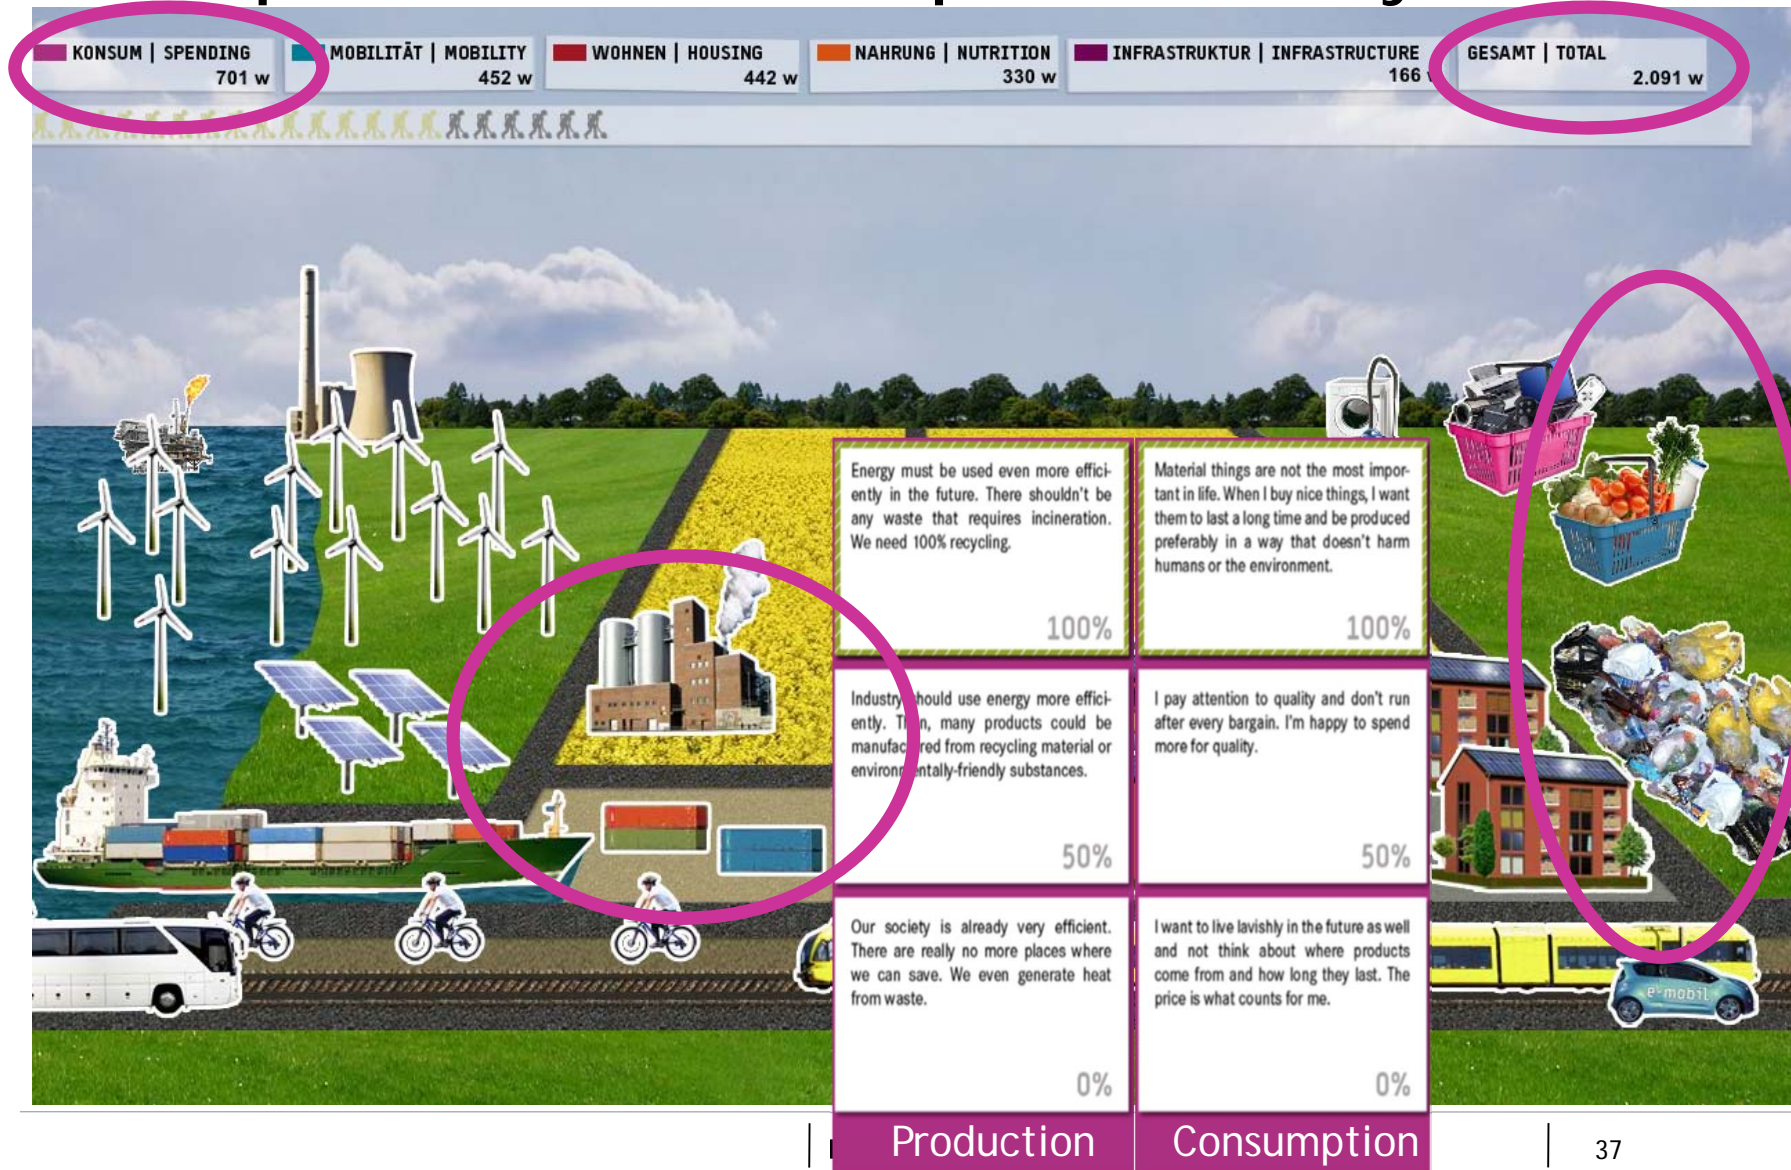 KONSUM | SPENDING
701 w
MOBILITÄT | MOBILITY
452 w
WOHNEN | HOUSING
442 w
NAHRUNG | NUTRITION
330 w
INFRASTRUKTUR | INFRASTRUCTURE
166
GESAMT | TOTAL
2.091 w
Energy must be used even more effici-
ently in the future. There shouldn't be
any waste that requires incineration.
We need 100% recycling.
100%
Material things are not the most impor-
tant in life. When I buy nice things, I want
them to last a long time and be produced
preferably in a way that doesn't harm
humans or the environment.
100%
Industry should use energy more effici-
ently. Then, many products could be
manufactured from recycling material or
environmentally-friendly substances.
50%
I pay attention to quality and don't run
after every bargain. I'm happy to spend
more for quality.
50%
Our society is already very efficient.
There are really no more places where
we can save. We even generate heat
from waste.
0%
I want to live lavishly in the future as well
and not think about where products
come from and how long they last. The
price is what counts for me.
0%
e-mobil
Production
Consumption
37